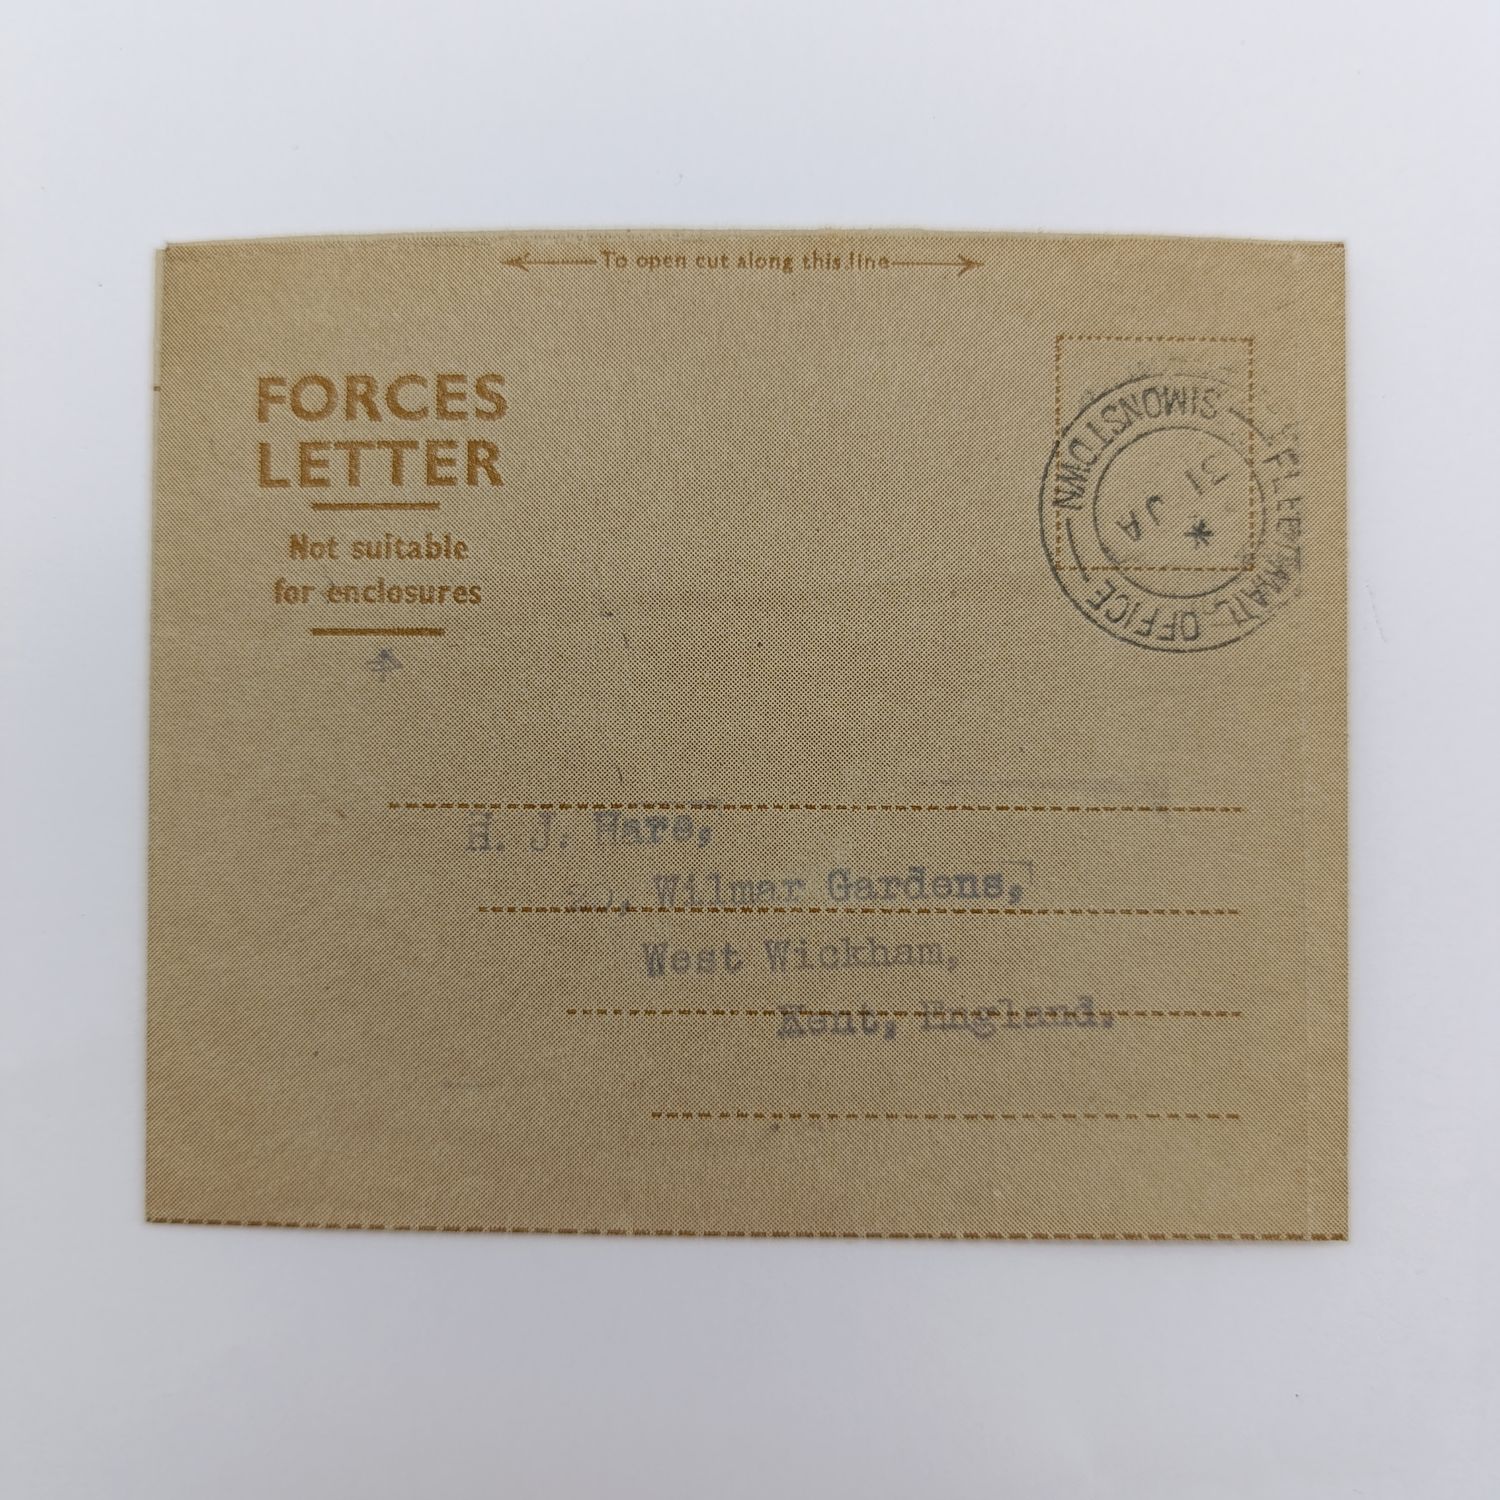 To open cut along this line
FORCES
LETTER
Not suitable
for enclosures
FLEET MAIL OFFICE
SIMONSTOWN
31
JA
*
H. J. Hare,
Wilmar Gardens,
West Wickham,
Kent, England.